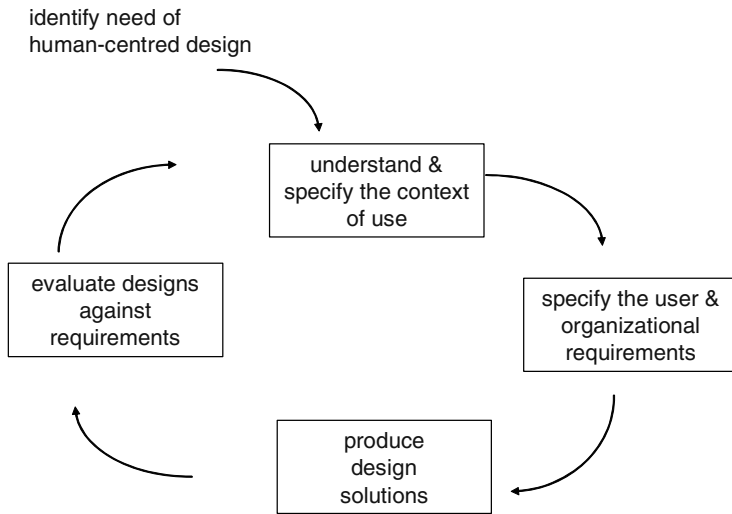 identify need of
human-centred design
understand &
specify the context
of use
specify the user &
organizational
requirements
produce
design
solutions
evaluate designs
against
requirements